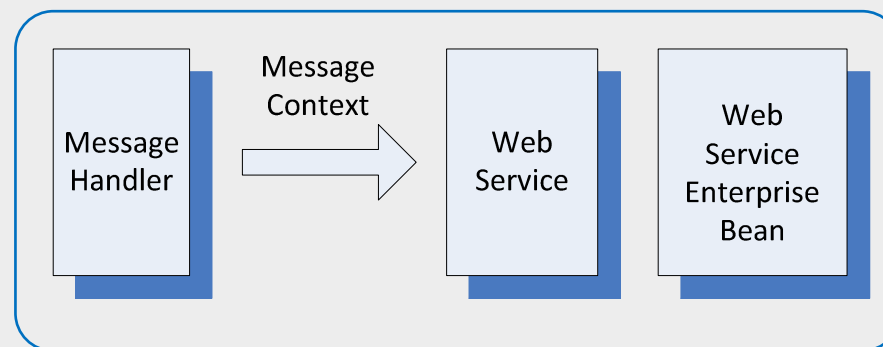 Message
Handler
Message
Context
Web
Service
Web
Service
Enterprise
Bean